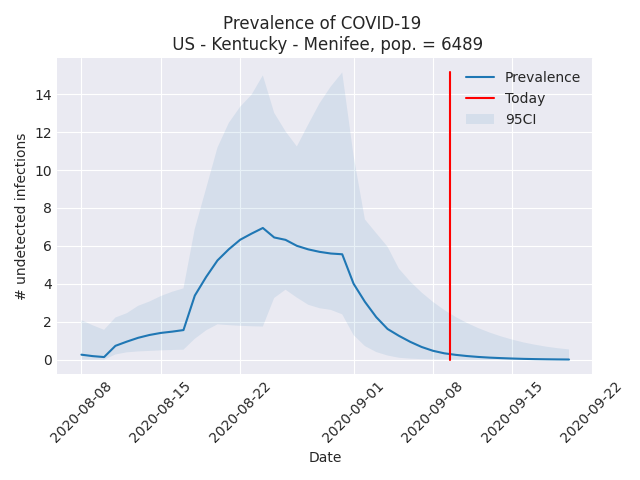 Prevalence of COVID-19
US - Kentucky - Menifee, pop. = 6489
Prevalence
Today
95CI
# undetected infections
14
12
10
8
6
4
2
0
2020-08-08
2020-08-15
2020-08-22
2020-09-01
2020-09-08
2020-09-15
2020-09-22
Date